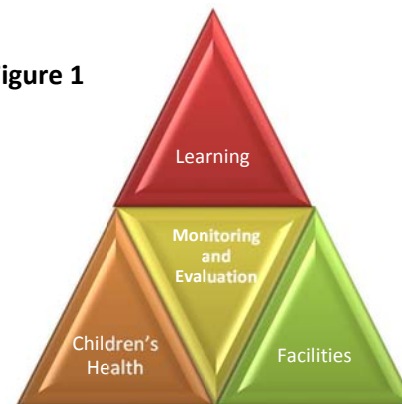 igure 1
Learning
Monitoring
and
Evaluation
Children's
Health
Facilities